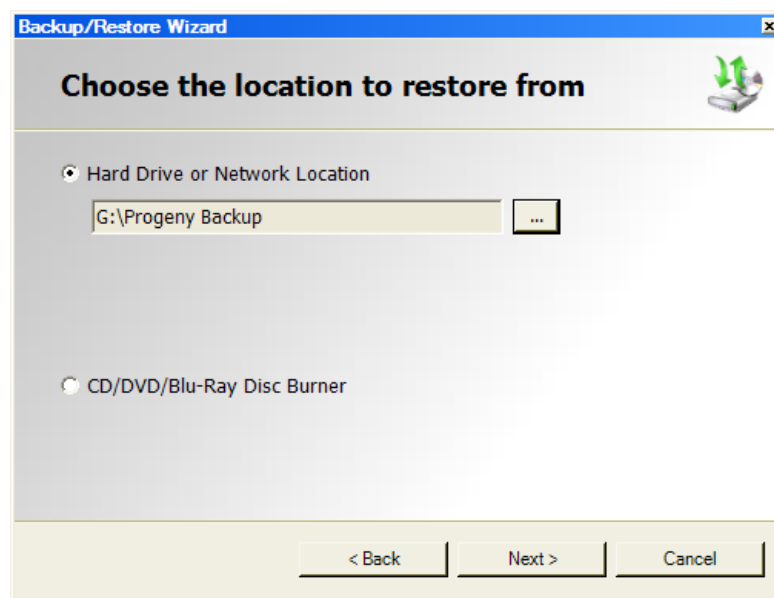 Backup/Restore Wizard
Choose the location to restore from
Hard Drive or Network Location
G:\Progeny Backup
...
CD/DVD/Blu-Ray Disc Burner
< Back Next > Cancel